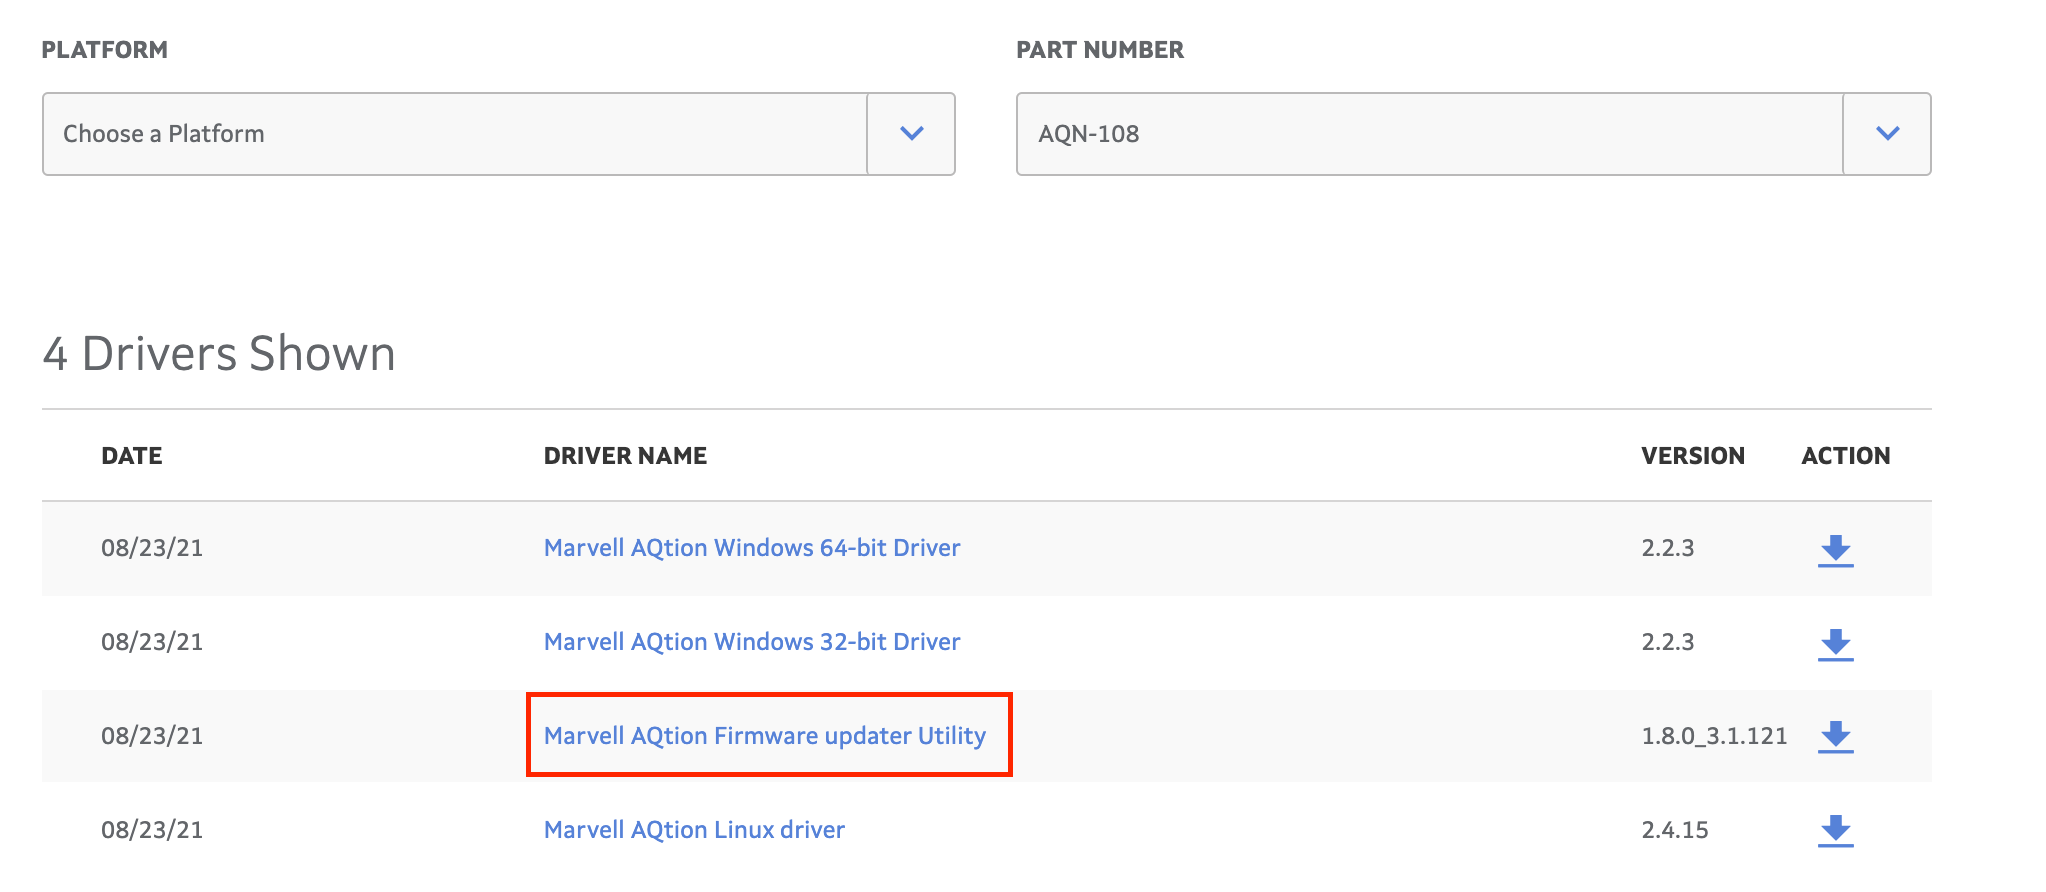 PLATFORM PART NUMBER
Choose a Platform AQN-108
4 Drivers Shown
DATE DRIVER NAME VERSION ACTION
08/23/21 Marvell AQtion Windows 64-bit Driver 2.2.3
08/23/21 Marvell AQtion Windows 32-bit Driver 2.2.3
08/23/21 Marvell AQtion Firmware updater Utility 1.8.0_3.1.121
08/23/21 Marvell AQtion Linux driver 2.4.15